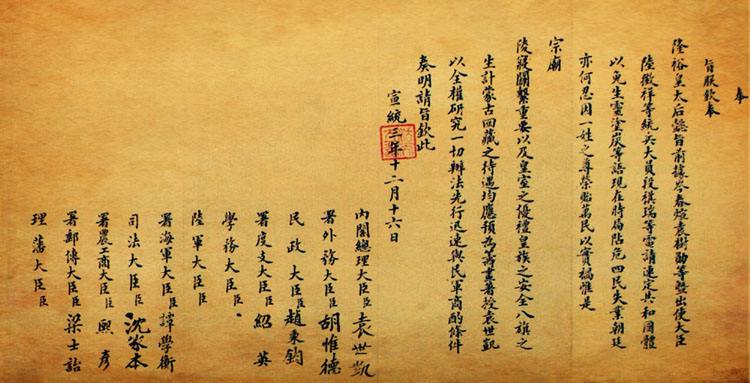 奉
旨朕欽奉
隆裕皇太后懿旨前據岑春煊袁樹勛等暨出使大臣
陸徵祥等統兵大員段祺瑞等電請速定共和國體
以免生靈塗炭等語現在時局阽危四民失業朝廷
亦何忍因一姓之尊榮貽萬民以實禍惟是
宗廟
陵寢關繫重要以及皇室之優禮皇族之安全八旗之
生計蒙古回藏之待遇均應預為籌畫著授袁世凱
以全權研究一切辦法先行迅速與民軍商酌條件
奏明請旨欽此
宣統三年十二月十六日
內閣總理大臣臣袁世凱
署外務大臣臣胡惟德
民政大臣臣趙秉鈞
署度支大臣臣紹英
學務大臣臣、
陸軍大臣臣
署海軍大臣臣譚學衡
司法大臣臣沈家本
署農工商大臣臣熙彥
署郵傳大臣臣梁士詒
理藩大臣臣